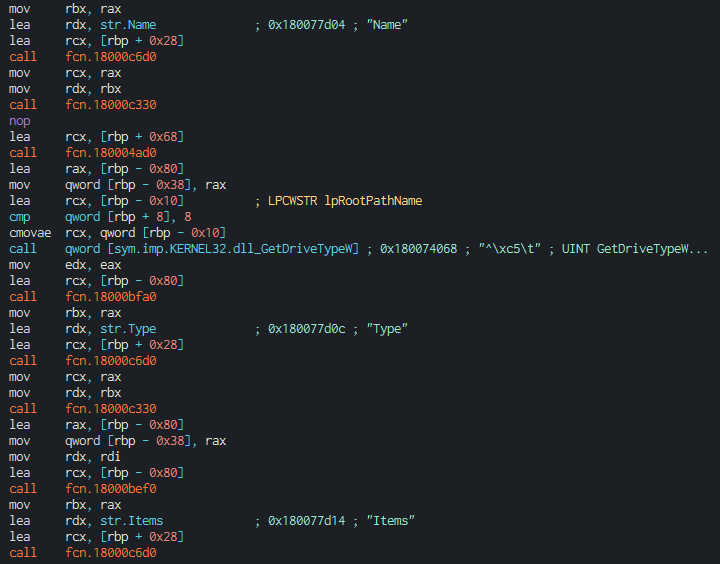 mov rbx, rax
lea rdx, str.Name ; 0x180077d04 ; "Name"
lea rcx, [rbp + 0x28]
call fcn.18000c6d0
mov rcx, rax
mov rdx, rbx
call fcn.18000c330
nop
lea rcx, [rbp + 0x68]
call fcn.180004ad0
lea rax, [rbp - 0x80]
mov qword [rbp - 0x38], rax
lea rcx, [rbp - 0x10] ; LPCWSTR lpRootPathName
cmp qword [rbp + 8], 8
cmovae rcx, qword [rbp - 0x10]
call qword [sym.imp.KERNEL32.dll_GetDriveTypeW] ; 0x180074068 ; "^\xc5\t" ; UINT GetDriveTypeW...
mov edx, eax
lea rcx, [rbp - 0x80]
call fcn.18000bfa0
mov rbx, rax
lea rdx, str.Type ; 0x180077d0c ; "Type"
lea rcx, [rbp + 0x28]
call fcn.18000c6d0
mov rcx, rax
mov rdx, rbx
call fcn.18000c330
lea rax, [rbp - 0x80]
mov qword [rbp - 0x38], rax
mov rdx, rdi
lea rcx, [rbp - 0x80]
call fcn.18000bef0
mov rbx, rax
lea rdx, str.Items ; 0x180077d14 ; "Items"
lea rcx, [rbp + 0x28]
call fcn.18000c6d0